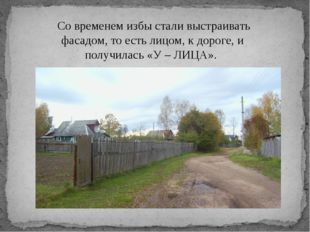 Со временем избы стали выстраивать
фасадом, то есть лицом, к дороге, и
получилась «У – ЛИЦА».